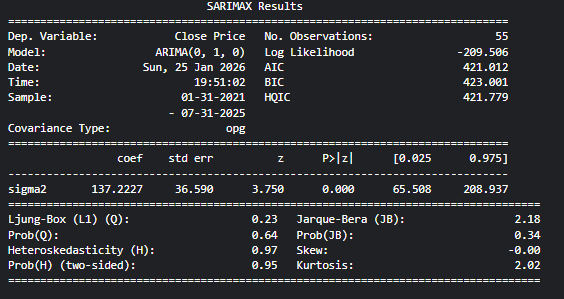 SARIMAX Results
==============================================================================
Dep. Variable:            Close Price   No. Observations:                   55
Model:                 ARIMA(0, 1, 0)   Log Likelihood                -209.506
Date:                Sun, 25 Jan 2026   AIC                            421.012
Time:                        19:51:02   BIC                            423.001
Sample:                    01-31-2021   HQIC                           421.779
                         - 07-31-2025
Covariance Type:                  opg
==============================================================================
                 coef    std err          z      P>|z|      [0.025      0.975]
------------------------------------------------------------------------------
sigma2       137.2227     36.590      3.750      0.000      65.508     208.937
===================================================================================
Ljung-Box (L1) (Q):                   0.23   Jarque-Bera (JB):                 2.18
Prob(Q):                              0.64   Prob(JB):                         0.34
Heteroskedasticity (H):               0.97   Skew:                            -0.00
Prob(H) (two-sided):                  0.95   Kurtosis:                         2.02
===================================================================================